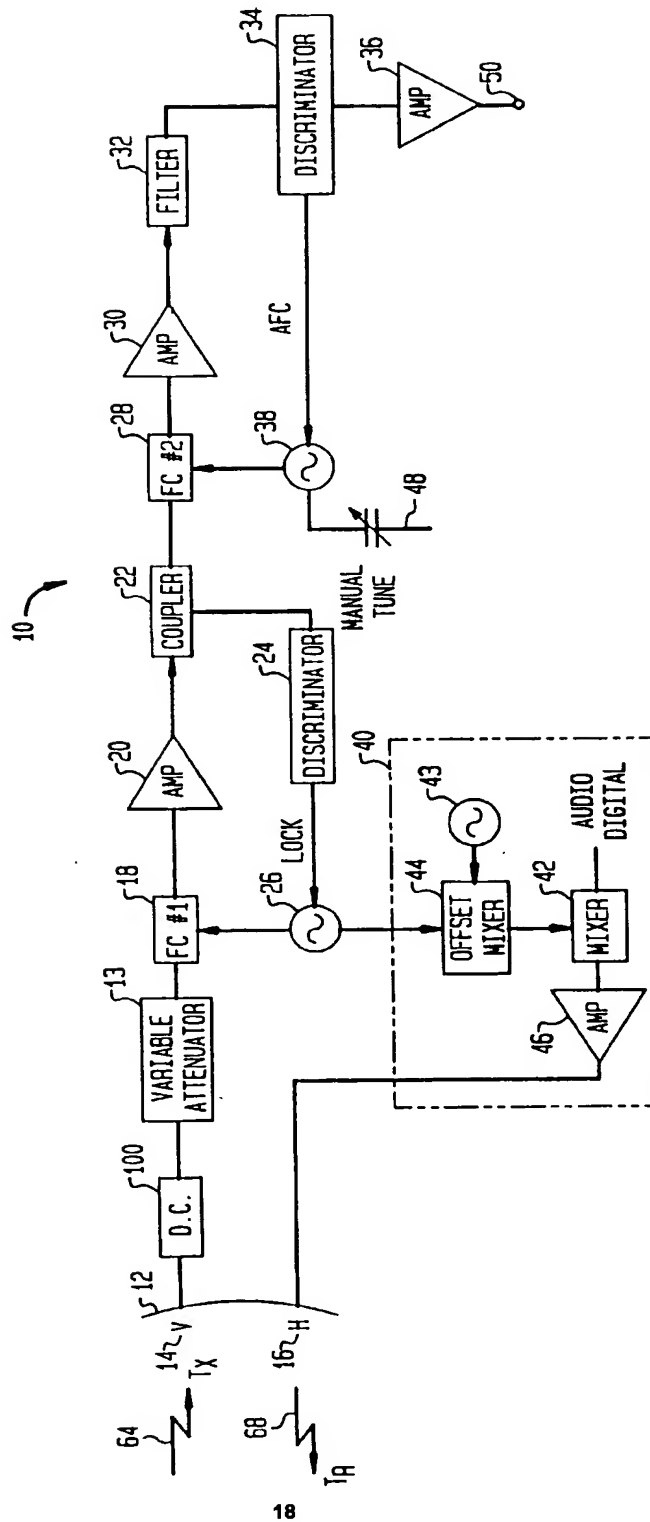 10
64
TX
14
V
12
100
D.C.
13
VARIABLE
ATTENUATOR
18
FC #1
20
AMP
22
COUPLER
28
FC #2
30
AMP
32
FILTER
34
DISCRIMINATOR
36
AMP
50
AFC
38
48
MANUAL
TUNE
24
DISCRIMINATOR
LOCK
26
40
43
44
OFFSET
MIXER
42
MIXER
AUDIO
DIGITAL
46
AMP
16
H
68
TR
18